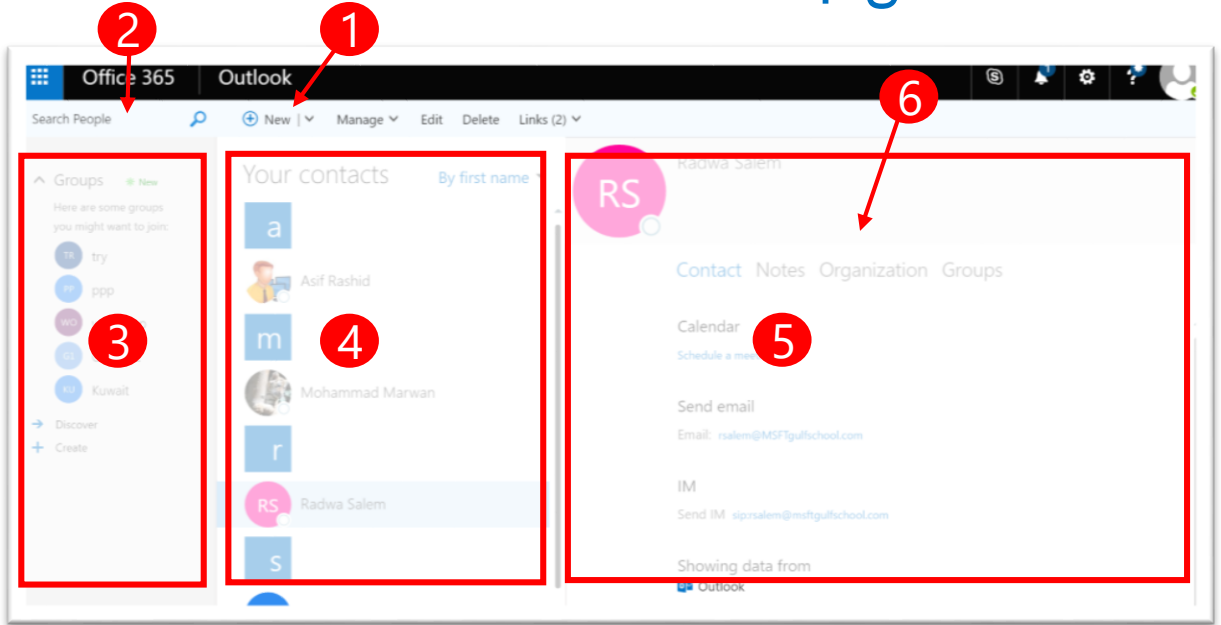 2
1
Office 365
Outlook
1
?
6
Search People
New
Manage
Edit
Delete
Links (2)
Groups
New
Here are some groups
you might want to join:
TR
try
PP
ppp
WO
G1
3
KU
Kuwait
Discover
Create
Your contacts
By first name
a
Asif Rashid
m
4
Mohammad Marwan
r
RS
Radwa Salem
s
RS
Radwa Salem
Contact Notes Organization Groups
Calendar
5
Schedule a
Send email
Email: rsalem@MSFTgulfschool.com
IM
Send IM sip:rsalem@msftgulfschool.com
Showing data from
Outlook